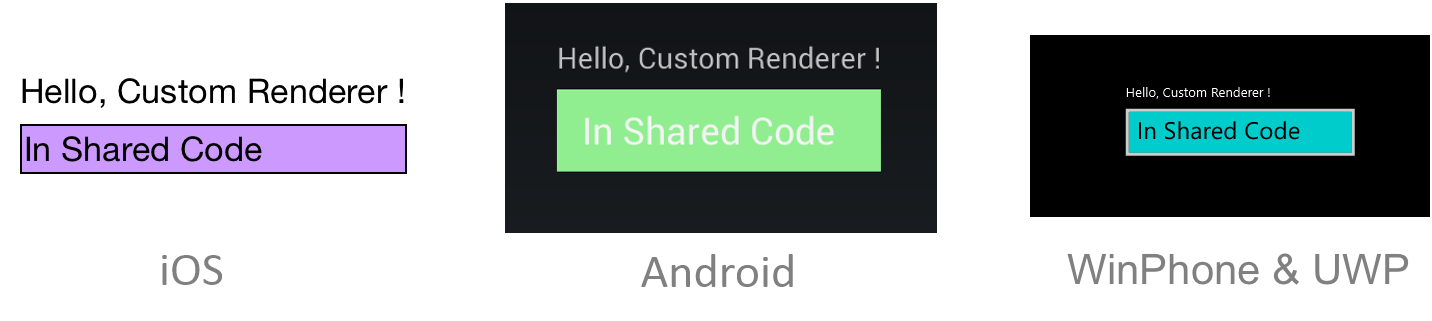 Hello, Custom Renderer !
In Shared Code
iOS
Hello, Custom Renderer !
In Shared Code
Android
Hello, Custom Renderer !
In Shared Code
WinPhone & UWP